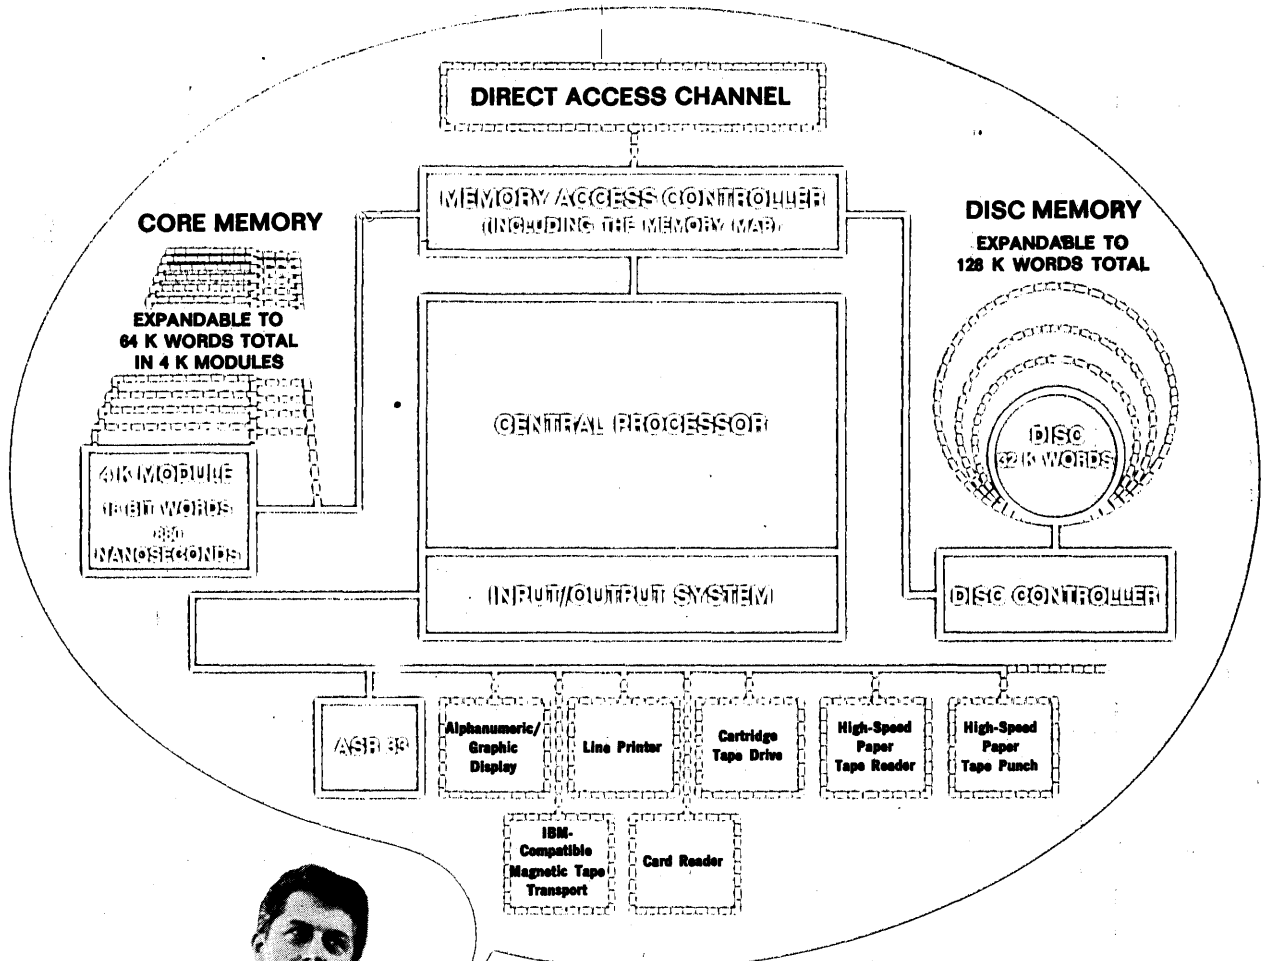 DIRECT ACCESS CHANNEL
MEMORY ACCESS CONTROLLER
(INCLUDING THE MEMORY MAP)
CORE MEMORY
EXPANDABLE TO
64 K WORDS TOTAL
IN 4 K MODULES
4 K MODULE
BIT WORDS
NANOSECONDS
DISC MEMORY
EXPANDABLE TO
128 K WORDS TOTAL
DISC
32 K WORDS
CENTRAL PROCESSOR
INPUT/OUTPUT SYSTEM
DISC CONTROLLER
ASR 33
Alphanumeric/
Graphic
Display
Line Printer
Cartridge
Tape Drive
High-Speed
Paper
Tape Reader
High-Speed
Paper
Tape Punch
IBM-
Compatible
Magnetic Tape
Transport
Card Reader